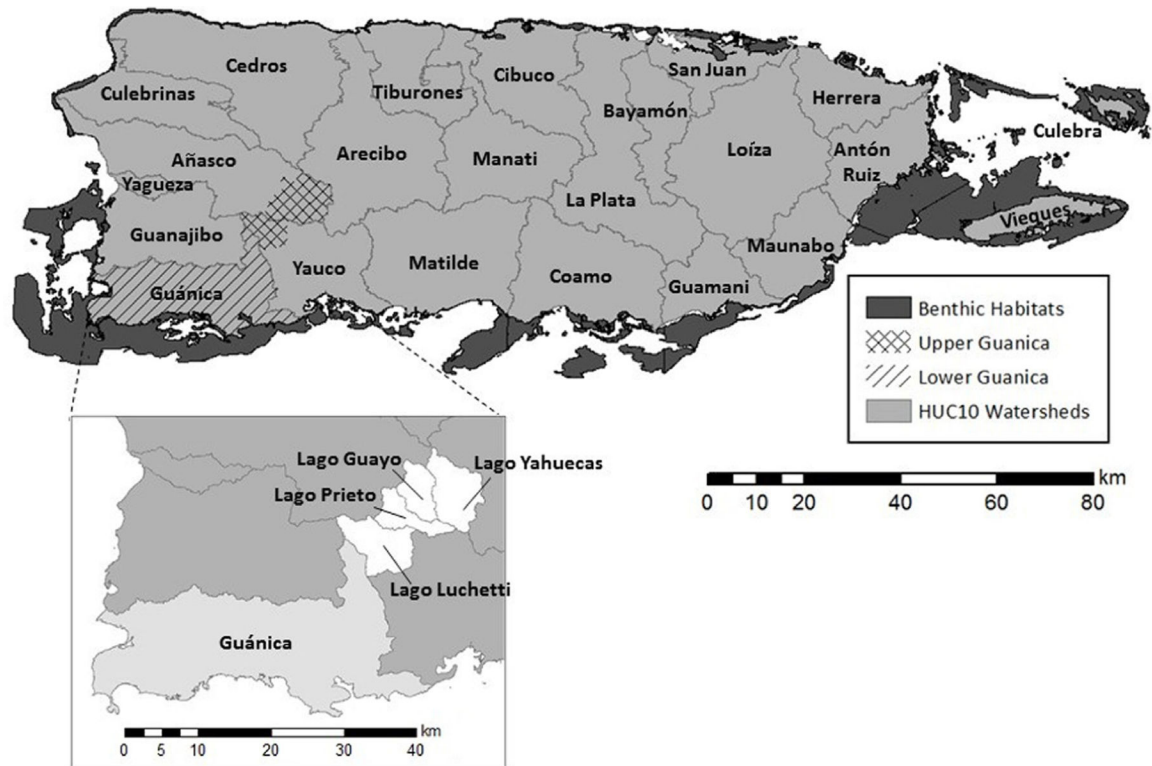 Cedros
Tiburones
Cibuco
San Juan
Herrera
Culebrinas
Bayamón
Culebra
Añasco
Arecibo
Manati
Loíza
Antón
Ruiz
Yagueza
La Plata
Vieques
Guanajibo
Maunabo
Yauco
Matilde
Coamo
Guánica
Guamani
Benthic Habitats
Upper Guanica
Lower Guanica
HUC10 Watersheds
km
0 5 10 20 40 60 80
Lago Guayo
Lago Yahuecas
Lago Prieto
Lago Luchetti
Guánica
km
0 5 10 20 30 40